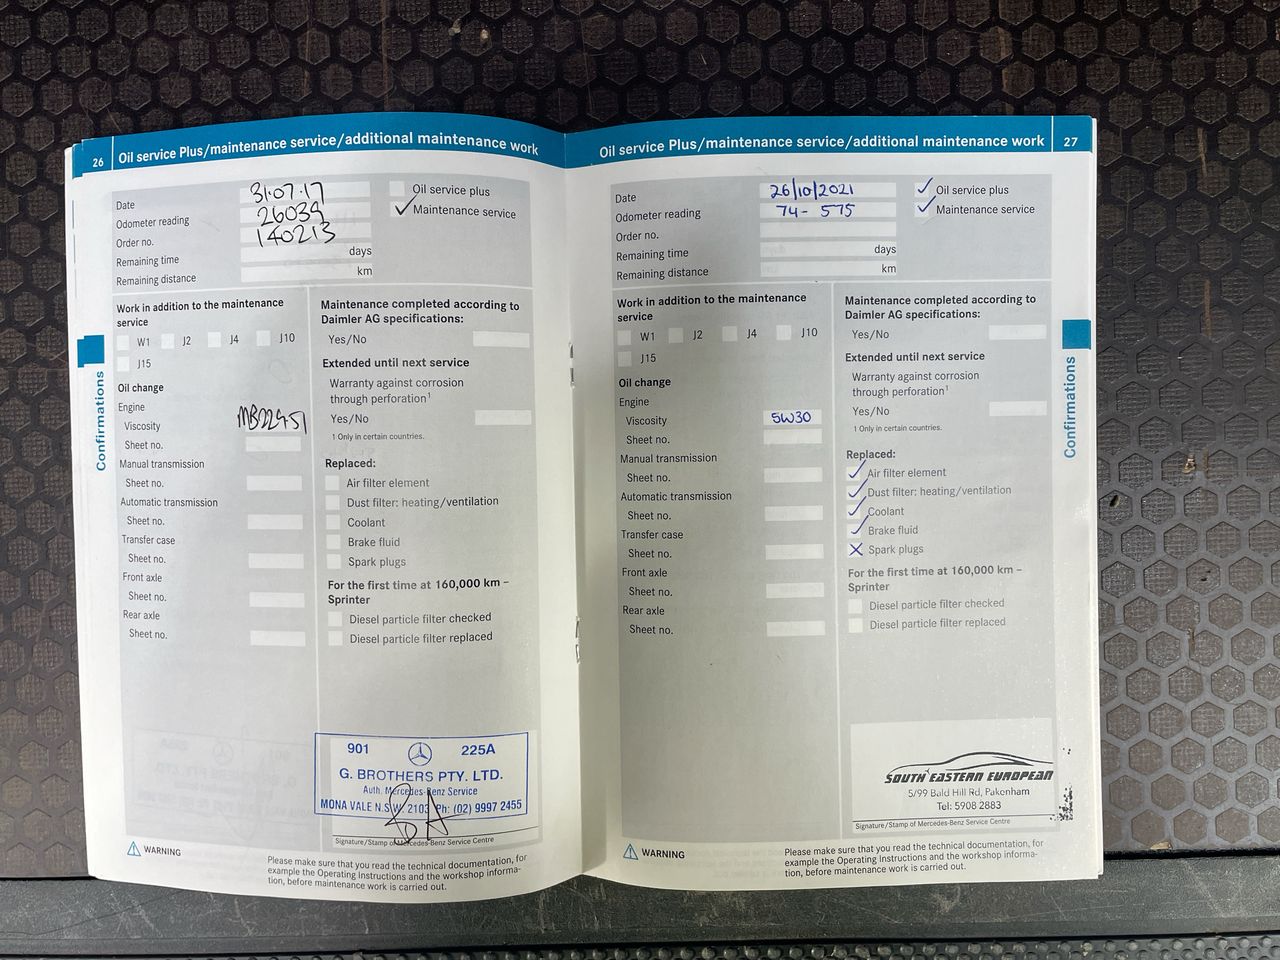 26 Oil service Plus/maintenance service/additional maintenance work
Date 31.07.17
Odometer reading 26039
Order no. 140213
Remaining time days
Remaining distance km
Oil service plus
Maintenance service
Work in addition to the maintenance
service
W1 J2 J4 J10
J15
Oil change
Engine
Viscosity MB229.51
Sheet no.
Manual transmission
Sheet no.
Automatic transmission
Sheet no.
Transfer case
Sheet no.
Front axle
Sheet no.
Rear axle
Sheet no.
Maintenance completed according to
Daimler AG specifications:
Yes/No
Extended until next service
Warranty against corrosion
through perforation¹
Yes/No
1 Only in certain countries.
Replaced:
Air filter element
Dust filter: heating/ventilation
Coolant
Brake fluid
Spark plugs
For the first time at 160,000 km –
Sprinter
Diesel particle filter checked
Diesel particle filter replaced
901 225A
G. BROTHERS PTY. LTD.
Auth. Mercedes-Benz Service
MONA VALE N.S.W. 2103 Ph: (02) 9997 2455
Signature/Stamp of Mercedes-Benz Service Centre
WARNING
Please make sure that you read the technical documentation, for
example the Operating Instructions and the workshop informa-
tion, before maintenance work is carried out.
Confirmations
Oil service Plus/maintenance service/additional maintenance work 27
Date 26/10/2021
Odometer reading 74- 575
Order no.
Remaining time days
Remaining distance km
Oil service plus
Maintenance service
Work in addition to the maintenance
service
W1 J2 J4 J10
J15
Oil change
Engine
Viscosity 5W30
Sheet no.
Manual transmission
Sheet no.
Automatic transmission
Sheet no.
Transfer case
Sheet no.
Front axle
Sheet no.
Rear axle
Sheet no.
Maintenance completed according to
Daimler AG specifications:
Yes/No
Extended until next service
Warranty against corrosion
through perforation¹
Yes/No
1 Only in certain countries.
Replaced:
Air filter element
Dust filter: heating/ventilation
Coolant
Brake fluid
Spark plugs
For the first time at 160,000 km –
Sprinter
Diesel particle filter checked
Diesel particle filter replaced
SOUTH EASTERN EUROPEAN
5/99 Bald Hill Rd, Pakenham
Tel: 5908 2883
Signature/Stamp of Mercedes-Benz Service Centre
WARNING
Please make sure that you read the technical documentation, for
example the Operating Instructions and the workshop informa-
tion, before maintenance work is carried out.
Confirmations